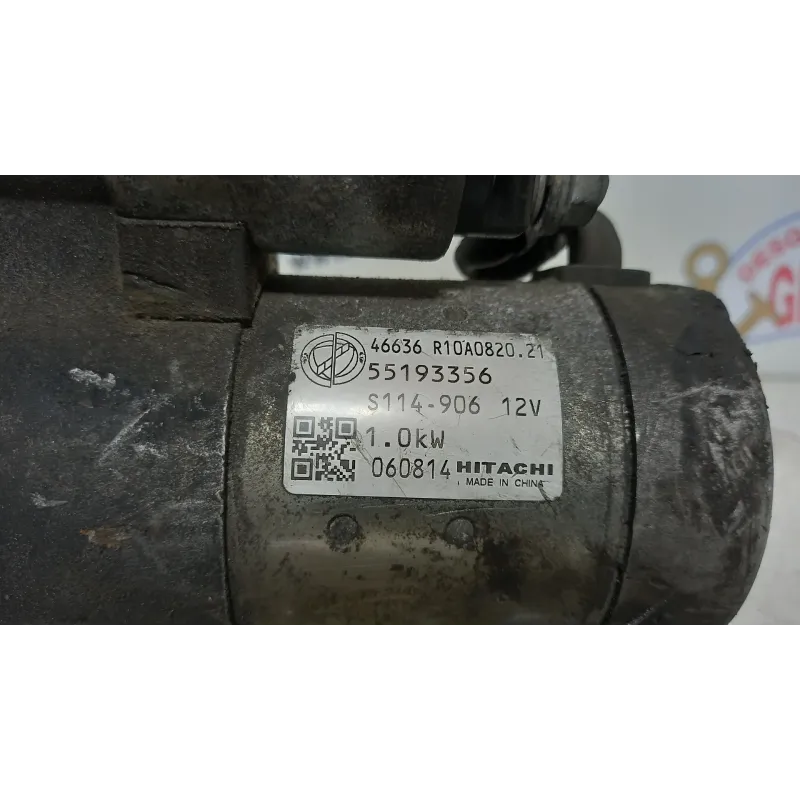 46636 R10A0820.21
55193356
S114-906 12V
1.0kW
060814 HITACHI
MADE IN CHINA